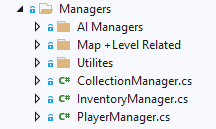 Managers
AI Managers
Map +Level Related
Utilites
C# CollectionManager.cs
C# InventoryManager.cs
C# PlayerManager.cs